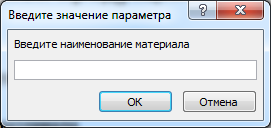 Введите значение параметра
Введите наименование материала
ОК
Отмена